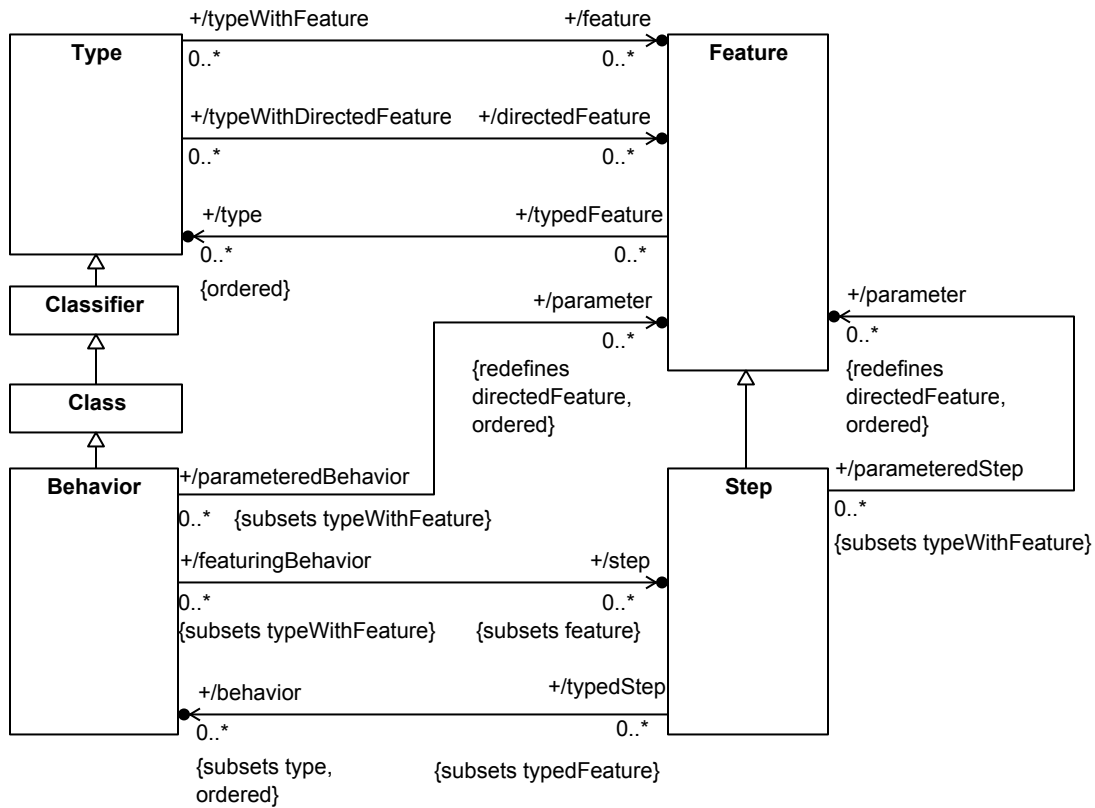 +/typeWithFeature +/feature
Type Feature
0..* 0..*
+/typeWithDirectedFeature +/directedFeature
0..* 0..*
+/type +/typedFeature
0..* 0..*
{ordered}
Classifier
+/parameter +/parameter
0..* 0..*
{redefines
directedFeature,
ordered}
{redefines
directedFeature,
ordered}
Class
Behavior
+/parameteredBehavior
0..* {subsets typeWithFeature}
Step
+/parameteredStep
0..*
{subsets typeWithFeature}
+/featuringBehavior +/step
0..* 0..*
{subsets typeWithFeature} {subsets feature}
+/behavior +/typedStep
0..* 0..*
{subsets type,
ordered}
{subsets typedFeature}